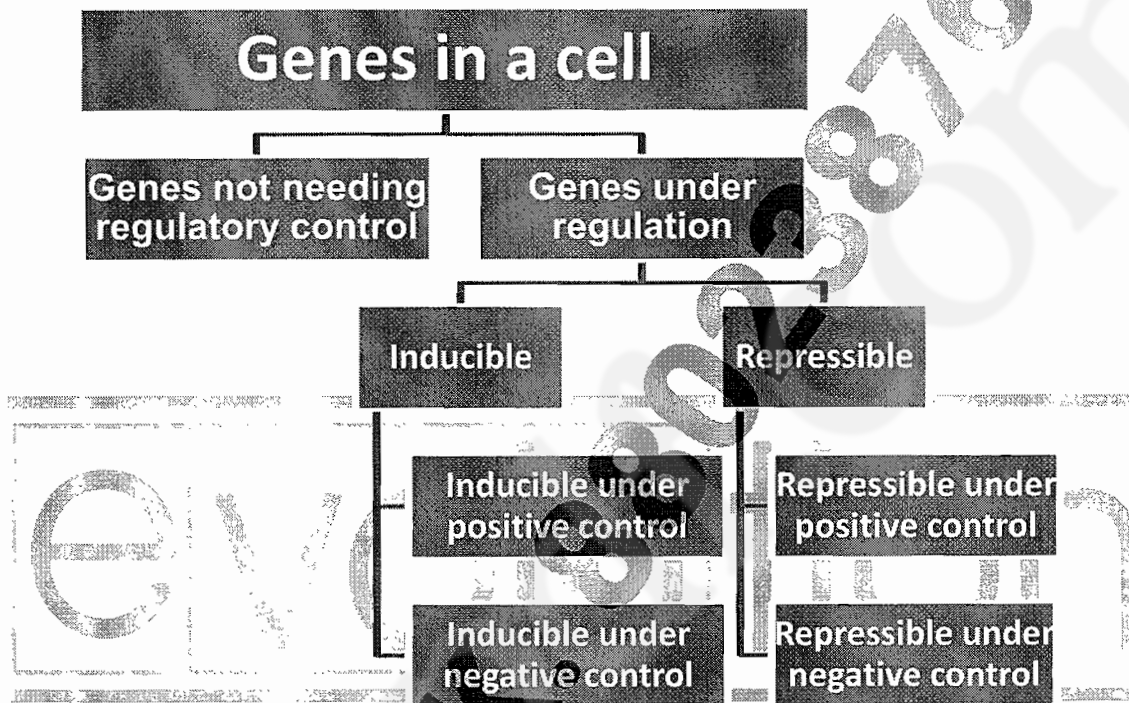 Genes in a cell
Genes not needing
regulatory control
Genes under
regulation
Inducible
Repressible
Inducible under
positive control
Repressible under
positive control
Inducible under
negative control
Repressible under
negative control